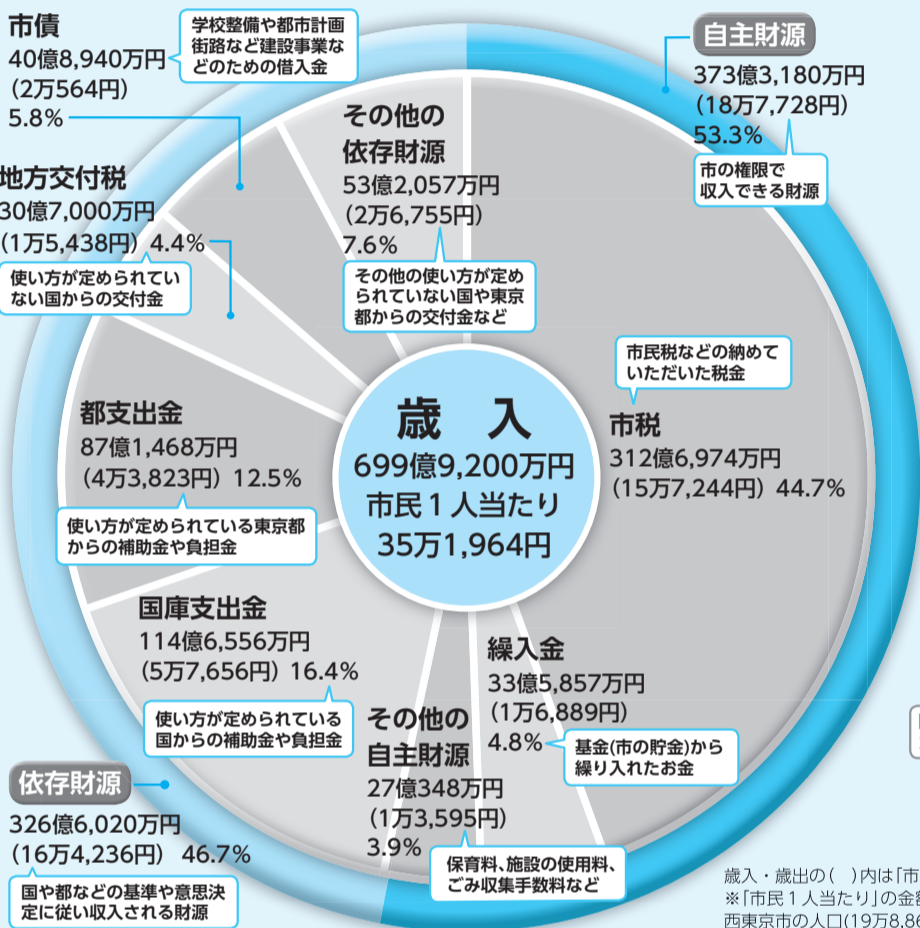 市債
40億8,940万円
(2万564円)
5.8%
学校整備や都市計画
街路など建設事業な
どのための借入金
自主財源
373億3,180万円
(18万7,728円)
53.3%
市の権限で
収入できる財源
その他の
依存財源
53億2,057万円
(2万6,755円)
7.6%
その他の使い方が定め
られていない国や東京
都からの交付金など
地方交付税
30億7,000万円
(1万5,438円) 4.4%
使い方が定められてい
ない国からの交付金
市民税などの納めて
いただいた税金
市税
312億6,974万円
(15万7,244円) 44.7%
歳 入
699億9,200万円
市民1人当たり
35万1,964円
都支出金
87億1,468万円
(4万3,823円) 12.5%
使い方が定められている東京都
からの補助金や負担金
国庫支出金
114億6,556万円
(5万7,656円) 16.4%
使い方が定められている
国からの補助金や負担金
繰入金
33億5,857万円
(1万6,889円)
4.8%
基金(市の貯金)から
繰り入れたお金
その他の
自主財源
27億348万円
(1万3,595円)
3.9%
保育料、施設の使用料、
ごみ収集手数料など
依存財源
326億6,020万円
(16万4,236円) 46.7%
国や都などの基準や意思決
定に従い収入される財源
歳入・歳出の( )内は「市
※「市民1人当たり」の金額
西東京市の人口(19万8,86